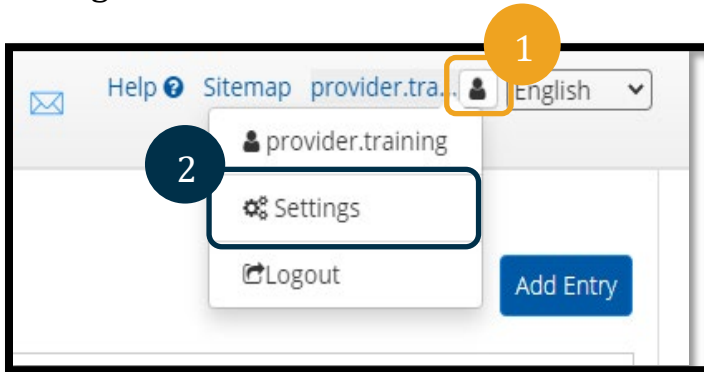 1
Help Sitemap provider.tra... English
provider.training
2
Settings
Logout
Add Entry